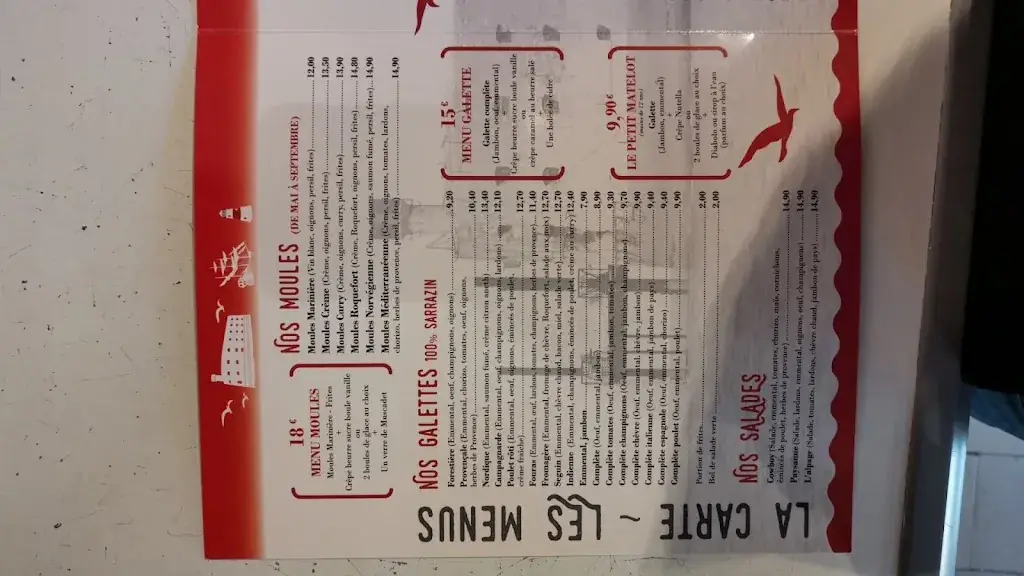 LA CARTE ~ LES MENUS
18 €
MENU MOULES
Moules Marinière - Frites
+
Crêpe beurre sucre boule vanille
ou
2 boules de glace au choix
+
Un verre de Muscadet
NOS MOULES (DE MAI À SEPTEMBRE)
Moules Marinière (Vin blanc, oignons, persil, frites) 12,00
Moules Crème (Crème, oignons, persil, frites) 13,50
Moules Curry (Crème, oignons, curry, persil, frites) 13,90
Moules Roquefort (Crème, Roquefort, oignons, persil, frites) 14,80
Moules Norvégienne (Crème, oignons, saumon fumé, persil, frites) 14,90
Moules Méditerranéenne (Crème, oignons, tomates, lardons,
chorizo, herbes de provence, persil, frites) 14,90
NOS GALETTES 100% SARRAZIN
Forestière (Emmental, oeuf, champignons, oignons) 9,20
Provençale (Emmental, chorizo, tomates, oeuf, oignons,
herbes de Provence) 10,40
Nordique (Emmental, saumon fumé, crème citron aneth) 13,40
Campagnarde (Emmental, oeuf, champignons, oignons, lardons) 12,10
Poulet rôti (Emmental, oeuf, oignons, émincés de poulet,
crème fraîche) 12,70
Forras (Emmental, œuf, lardons, tomates, champignons, herbes de provence) 11,40
Fromagère (Emmental, fromage de chèvre, Roquefort, salade aux noix) 12,70
Seguin (Emmental, chèvre chaud, bacon, miel, salade verte) 12,70
Indienne (Emmental, champignons, émincés de poulet, crème au curry) 12,40
Emmental, jambon 7,90
Complète (Oeuf, emmental, jambon) 8,90
Complète tomates (Oeuf, emmental, jambon, tomates) 9,30
Complète champignons (Oeuf, emmental, jambon, champignons) 9,70
Complète chèvre (Oeuf, emmental, chèvre, jambon) 9,90
Complète italienne (Oeuf, emmental, jambon de pays) 9,40
Complète espagnole (Oeuf, emmental, chorizo) 9,40
Complète poulet (Oeuf, emmental, poulet) 9,90
Portion de frites 2,00
Bol de salade verte 2,00
NOS SALADES
Cowboy (Salade, emmental, tomates, chorizo, maïs, cornichons,
émincés de poulet, herbes de provence) 14,90
Paysanne (Salade, lardons, emmental, oignons, oeuf, champignons) 14,90
L'alpage (Salade, tomates, lardons, chèvre chaud, jambon de pays) 14,90
15 €
MENU GALETTE
Galette complète
(Jambon, oeuf, emmental)
+
Crêpe beurre sucre boule vanille
ou
crêpe caramel au beurre salé
+
Une bolée de cidre
9,90 €
LE PETIT MATELOT
(moins de 12 ans)
Galette
(Jambon, emmental)
+
Crêpe Nutella
ou
2 boules de glace au choix
+
Diabolo ou sirop à l'eau
(parfum au choix)